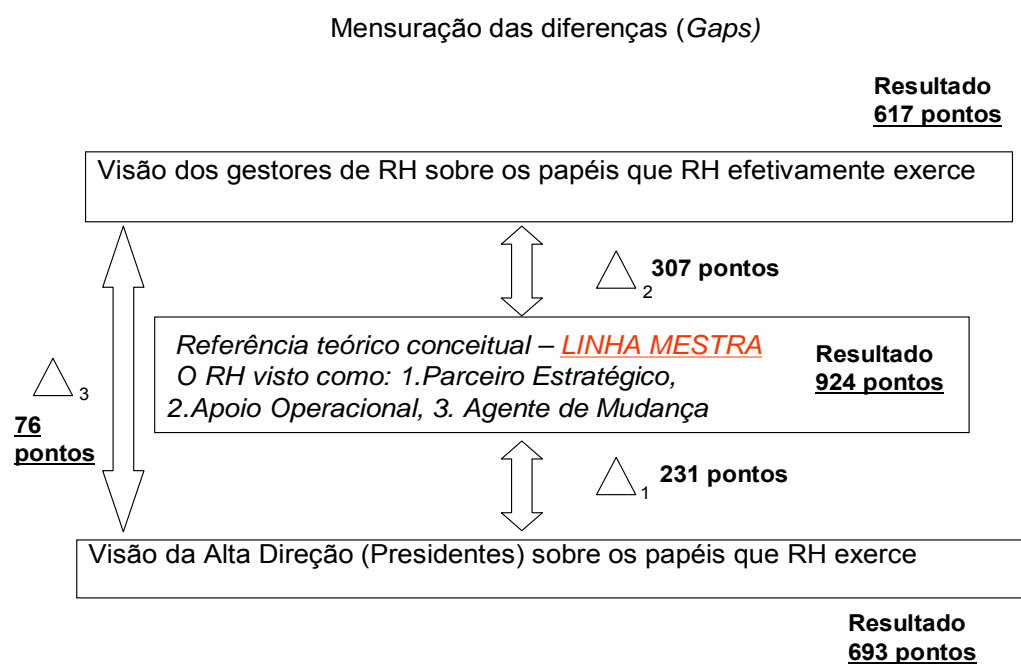 Mensuração das diferenças (Gaps)
Resultado
617 pontos
Visão dos gestores de RH sobre os papéis que RH efetivamente exerce
2 307 pontos
Referência teórico conceitual – LINHA MESTRA
O RH visto como: 1.Parceiro Estratégico,
2.Apoio Operacional, 3. Agente de Mudança
Resultado
924 pontos
3
76
pontos
1 231 pontos
Visão da Alta Direção (Presidentes) sobre os papéis que RH exerce
Resultado
693 pontos